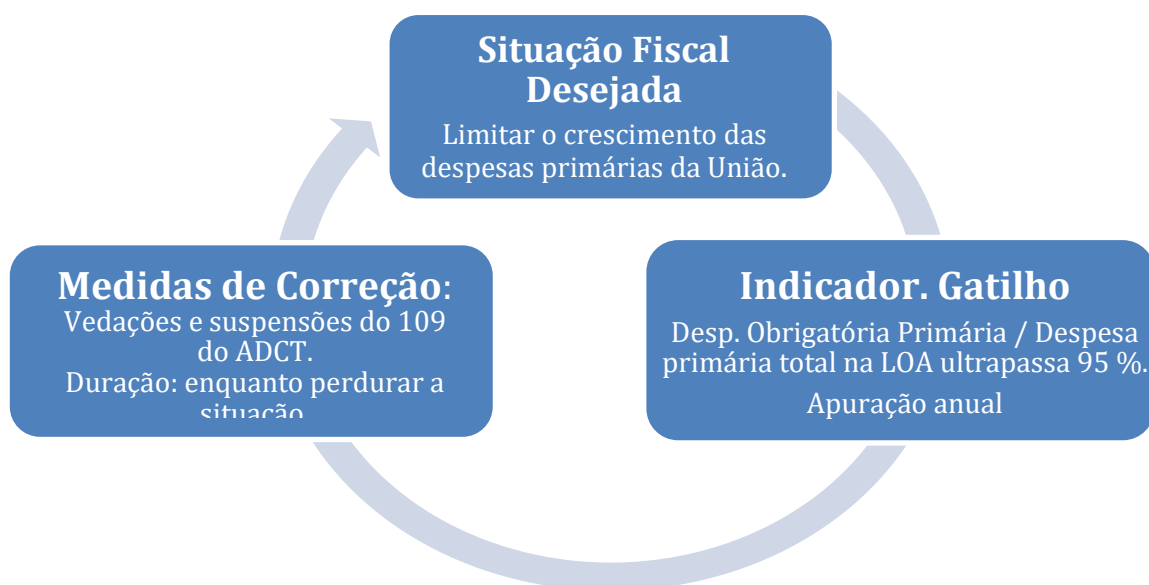 Situação Fiscal
Desejada
Limitar o crescimento das
despesas primárias da União.
Medidas de Correção:
Vedações e suspensões do 109
do ADCT.
Duração: enquanto perdurar a
situação
Indicador. Gatilho
Desp. Obrigatória Primária / Despesa
primária total na LOA ultrapassa 95 %.
Apuração anual